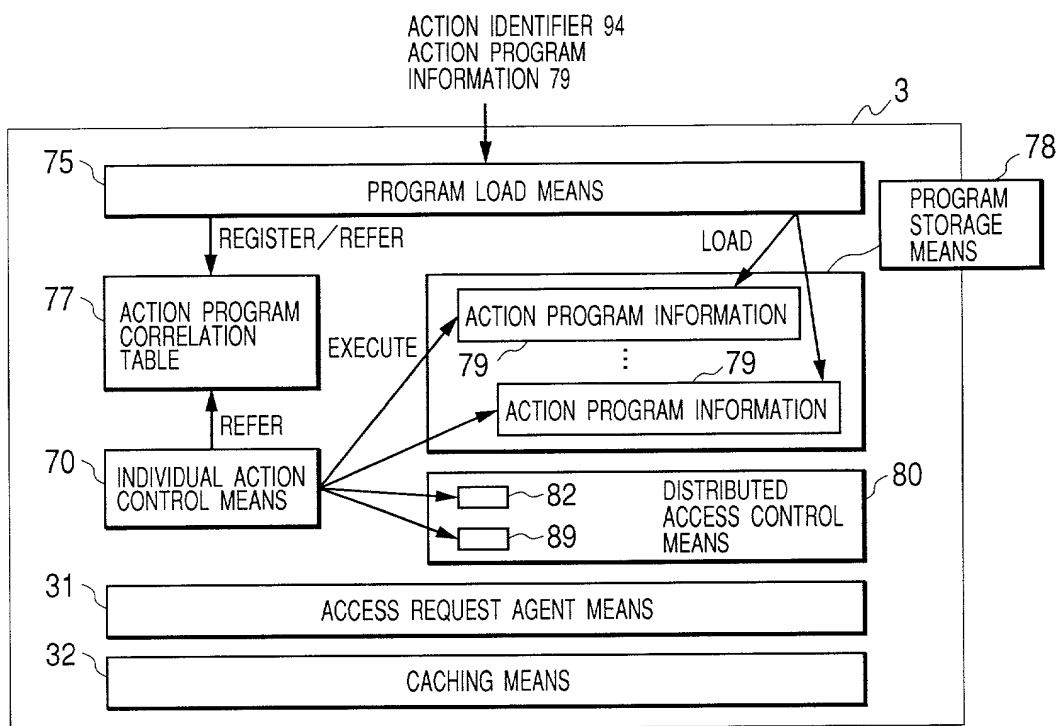 ACTION IDENTIFIER 94
ACTION PROGRAM
INFORMATION 79
3
75
PROGRAM LOAD MEANS
78
PROGRAM
STORAGE
MEANS
REGISTER/REFER
LOAD
77
ACTION PROGRAM
CORRELATION
TABLE
EXECUTE
ACTION PROGRAM INFORMATION
79
⋮
79
ACTION PROGRAM INFORMATION
REFER
70
INDIVIDUAL ACTION
CONTROL MEANS
82
89
DISTRIBUTED
ACCESS CONTROL
MEANS
80
31
ACCESS REQUEST AGENT MEANS
32
CACHING MEANS